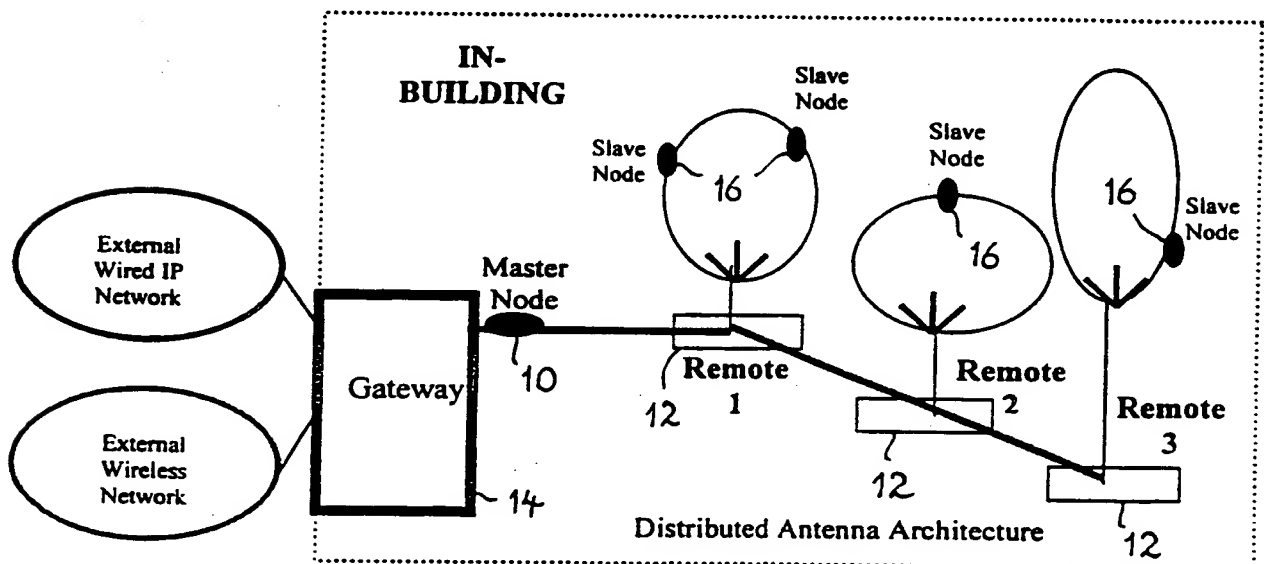 IN-
BUILDING
Slave
Node
Slave
Node
16
Slave
Node
16
16
Slave
Node
External
Wired IP
Network
Master
Node
10
Gateway
14
External
Wireless
Network
12
Remote
1
Remote
2
12
Remote
3
12
Distributed Antenna Architecture